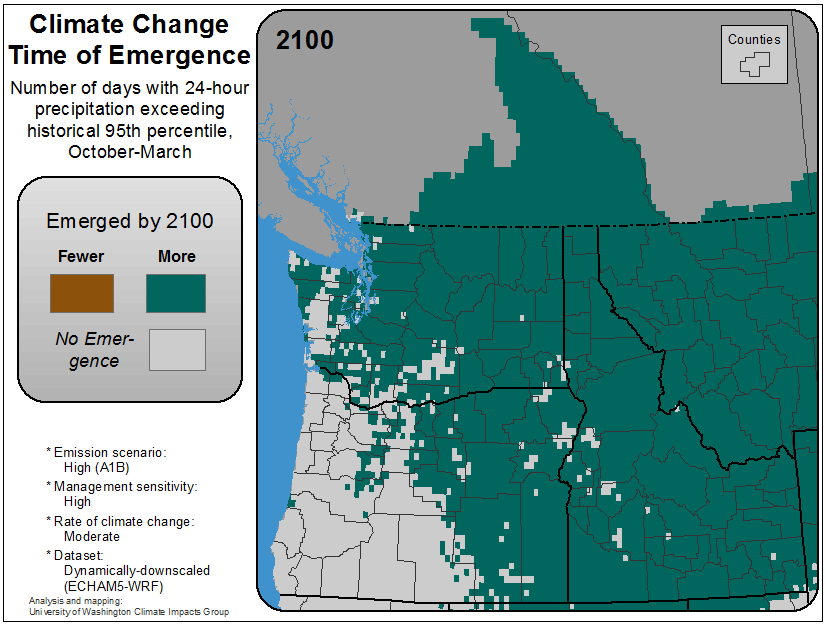 Climate Change
Time of Emergence
Number of days with 24-hour
precipitation exceeding
historical 95th percentile,
October-March
Emerged by 2100
Fewer
More
No Emer-
gence
* Emission scenario:
High (A1B)
* Management sensitivity:
High
* Rate of climate change:
Moderate
* Dataset:
Dynamically-downscaled
(ECHAM5-WRF)
Analysis and mapping:
University of Washington Climate Impacts Group
2100
Counties